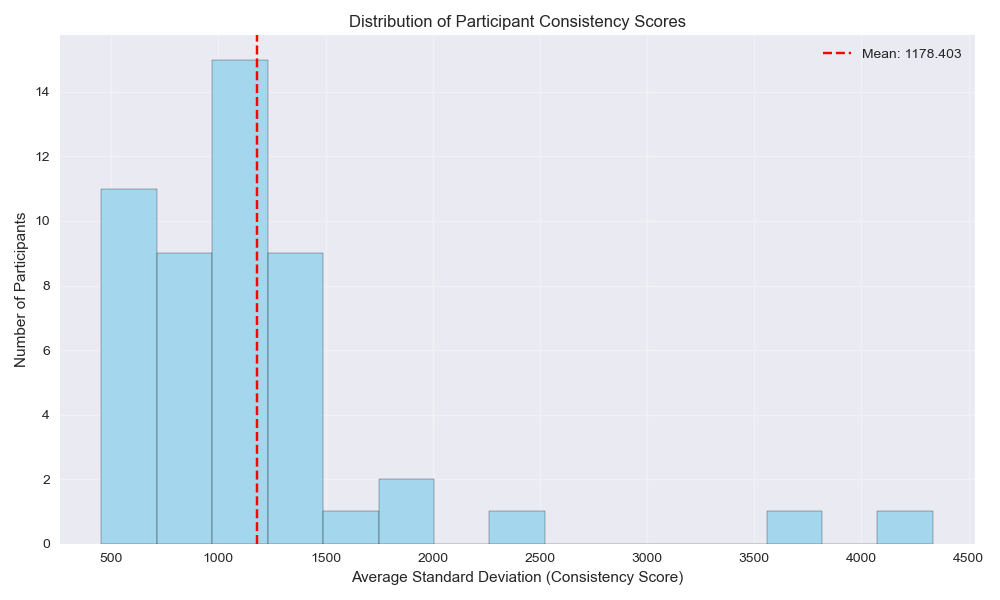 Distribution of Participant Consistency Scores
Mean: 1178.403
Number of Participants
14
12
10
8
6
4
2
0
500 1000 1500 2000 2500 3000 3500 4000 4500
Average Standard Deviation (Consistency Score)